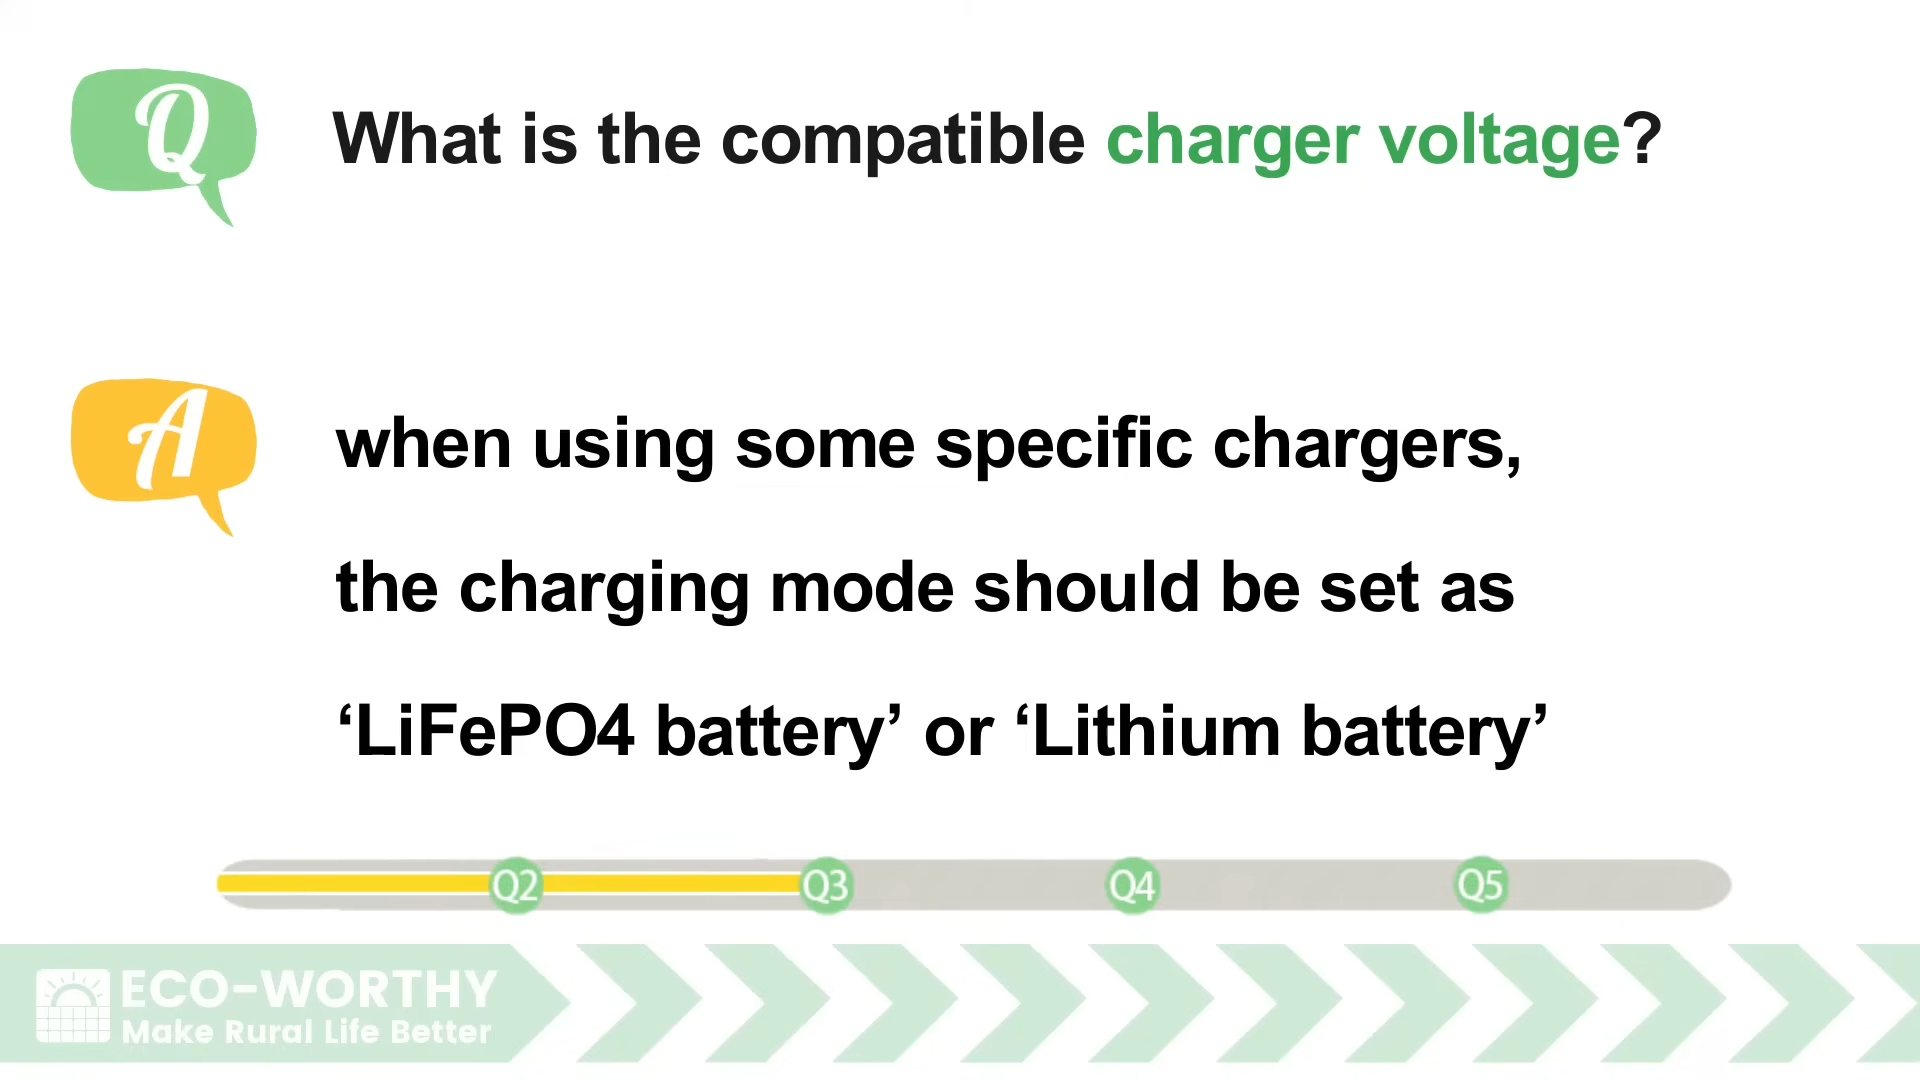 Q
What is the compatible charger voltage?
A
when using some specific chargers,
the charging mode should be set as
‘LiFePO4 battery’ or ‘Lithium battery’
Q2 Q3 Q4 Q5
ECO-WORTHY
Make Rural Life Better